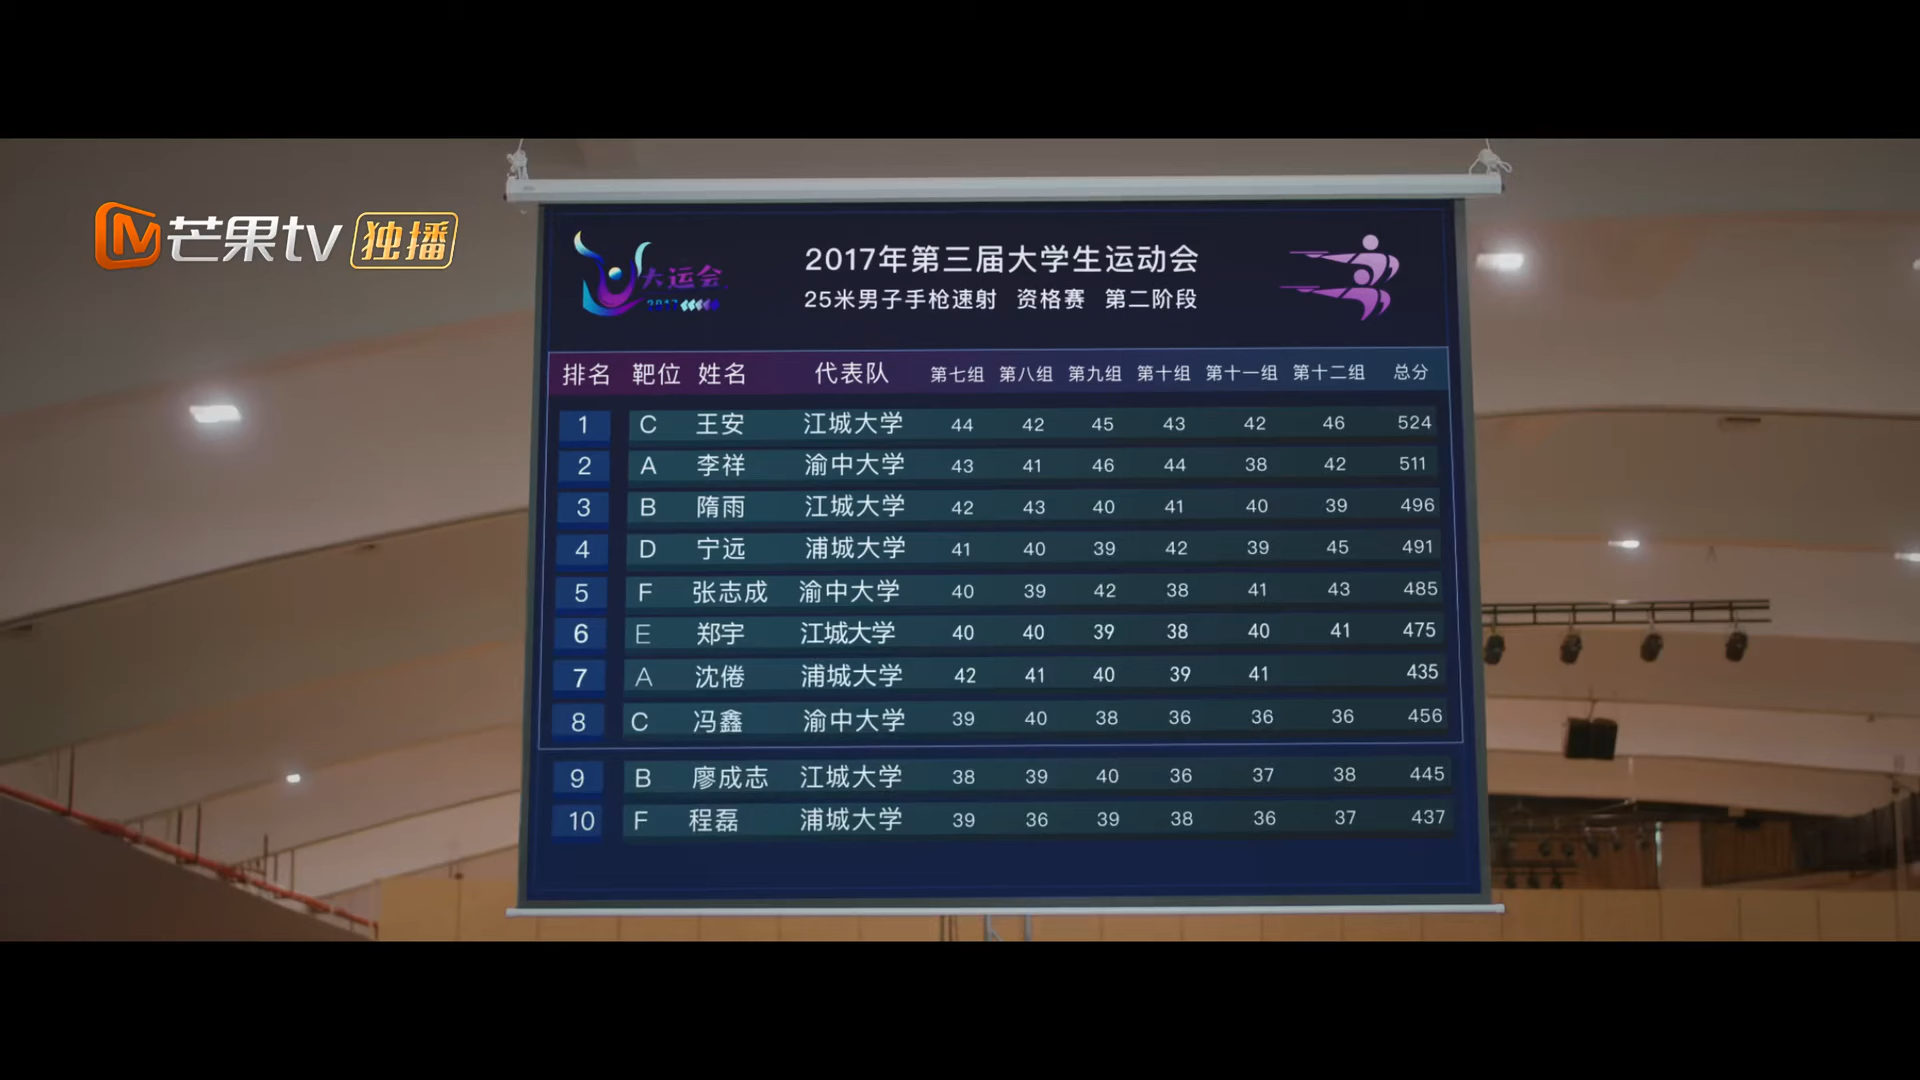 芒果tv 独播
大运会
2017
2017年第三届大学生运动会
25米男子手枪速射 资格赛 第二阶段
排名 靶位 姓名 代表队 第七组 第八组 第九组 第十组 第十一组 第十二组 总分
1 C 王安 江城大学 44 42 45 43 42 46 524
2 A 李祥 渝中大学 43 41 46 44 38 42 511
3 B 隋雨 江城大学 42 43 40 41 40 39 496
4 D 宁远 浦城大学 41 40 39 42 39 45 491
5 F 张志成 渝中大学 40 39 42 38 41 43 485
6 E 郑宇 江城大学 40 40 39 38 40 41 475
7 A 沈倦 浦城大学 42 41 40 39 41 435
8 C 冯鑫 渝中大学 39 40 38 36 36 36 456
9 B 廖成志 江城大学 38 39 40 36 37 38 445
10 F 程磊 浦城大学 39 36 39 38 36 37 437